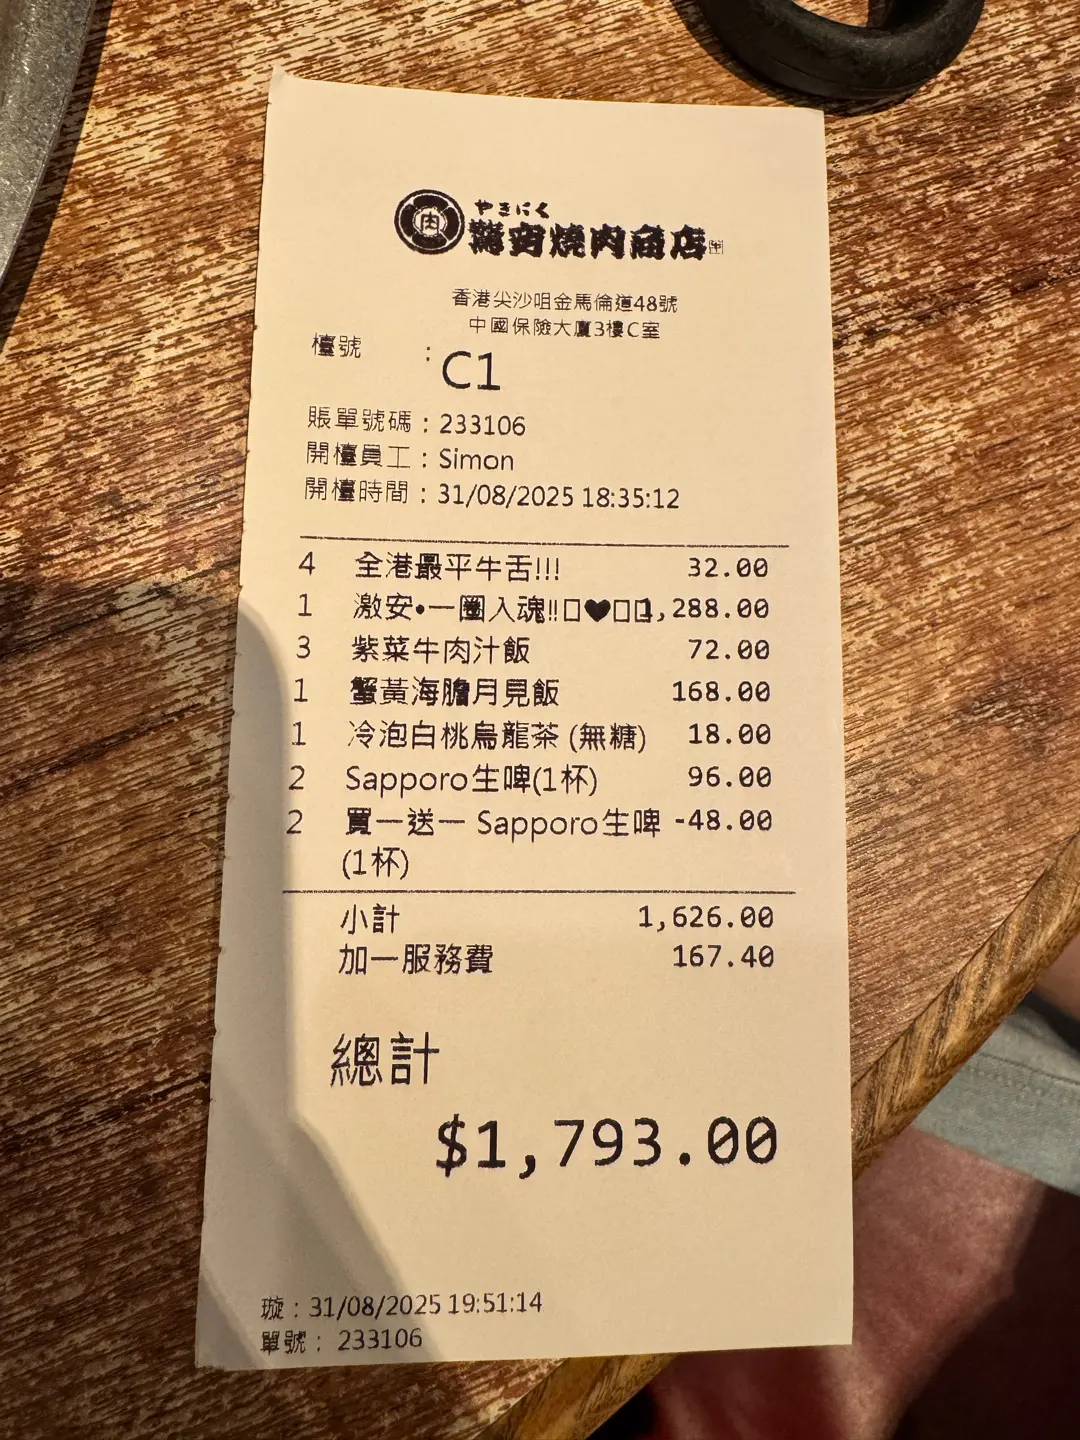 肉
やきにく
龍宙燒肉商店
香港尖沙咀金馬倫道48號
中國保險大廈3樓C室
檯號 : C1
賬單號碼 : 233106
開檯員工 : Simon
開檯時間 : 31/08/2025 18:35:12
4 全港最平牛舌!!! 32.00
1 激安•一圈入魂!!□♥□□1,288.00
3 紫菜牛肉汁飯 72.00
1 蟹黃海膽月見飯 168.00
1 冷泡白桃烏龍茶 (無糖) 18.00
2 Sapporo生啤(1杯) 96.00
2 買一送一 Sapporo生啤 -48.00
(1杯)
小計 1,626.00
加一服務費 167.40
總計
$1,793.00
璇 : 31/08/2025 19:51:14
單號 : 233106